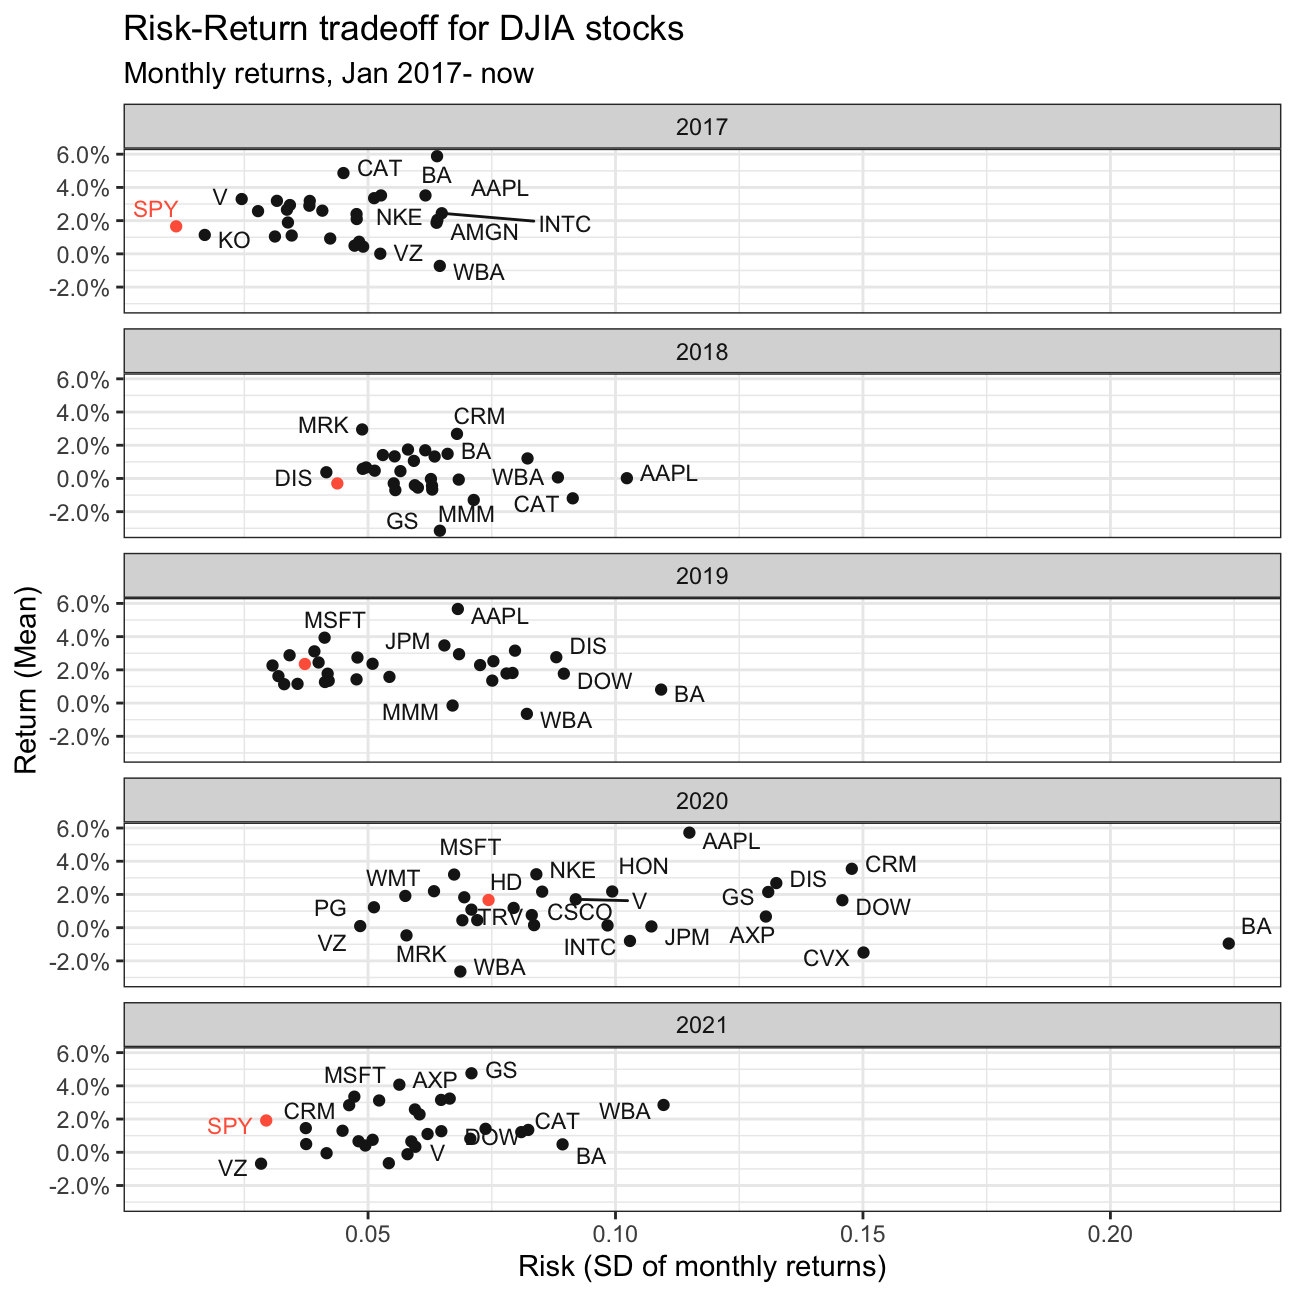 Risk-Return tradeoff for DJIA stocks
Monthly returns, Jan 2017- now
Return (Mean)
2017
6.0%
4.0%
2.0%
0.0%
-2.0%
CAT
BA
AAPL
V
SPY
NKE
INTC
AMGN
KO
VZ
WBA
2018
6.0%
4.0%
2.0%
0.0%
-2.0%
MRK
CRM
BA
DIS
WBA
AAPL
CAT
GS
MMM
2019
6.0%
4.0%
2.0%
0.0%
-2.0%
MSFT
AAPL
JPM
DIS
DOW
BA
MMM
WBA
2020
6.0%
4.0%
2.0%
0.0%
-2.0%
AAPL
MSFT
NKE
HON
CRM
WMT
HD
DIS
GS
V
PG
TRV
CSCO
DOW
VZ
MRK
INTC
JPM
AXP
BA
WBA
CVX
2021
6.0%
4.0%
2.0%
0.0%
-2.0%
MSFT
AXP
GS
CRM
WBA
SPY
DOW
CAT
V
BA
VZ
0.05
0.10
0.15
0.20
Risk (SD of monthly returns)